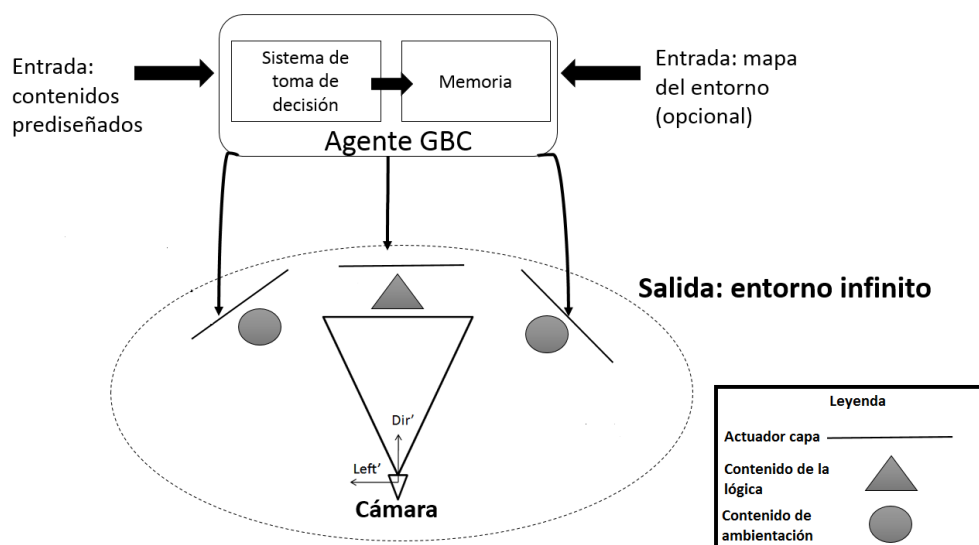 Entrada:
contenidos
prediseñados
Sistema de
toma de
decisión
Memoria
Agente GBC
Entrada: mapa
del entorno
(opcional)
Salida: entorno infinito
Dir'
Left'
Cámara
Leyenda
Actuador capa
Contenido de la
lógica
Contenido de
ambientación